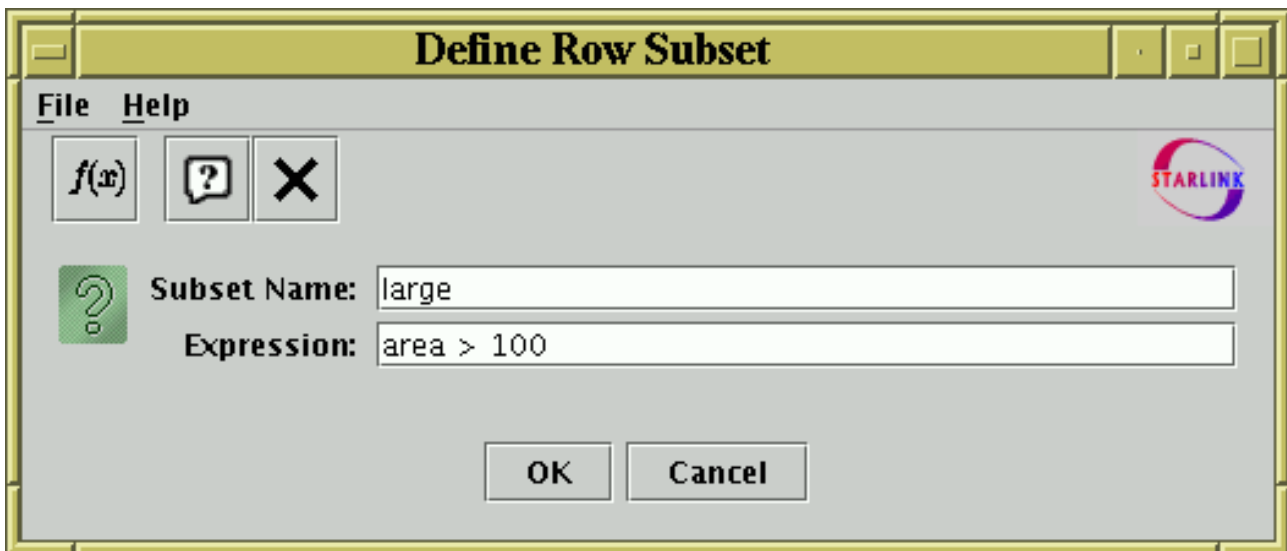 Define Row Subset
File Help
f(x) ?
STARLINK
Subset Name: large
Expression: area > 100
OK Cancel